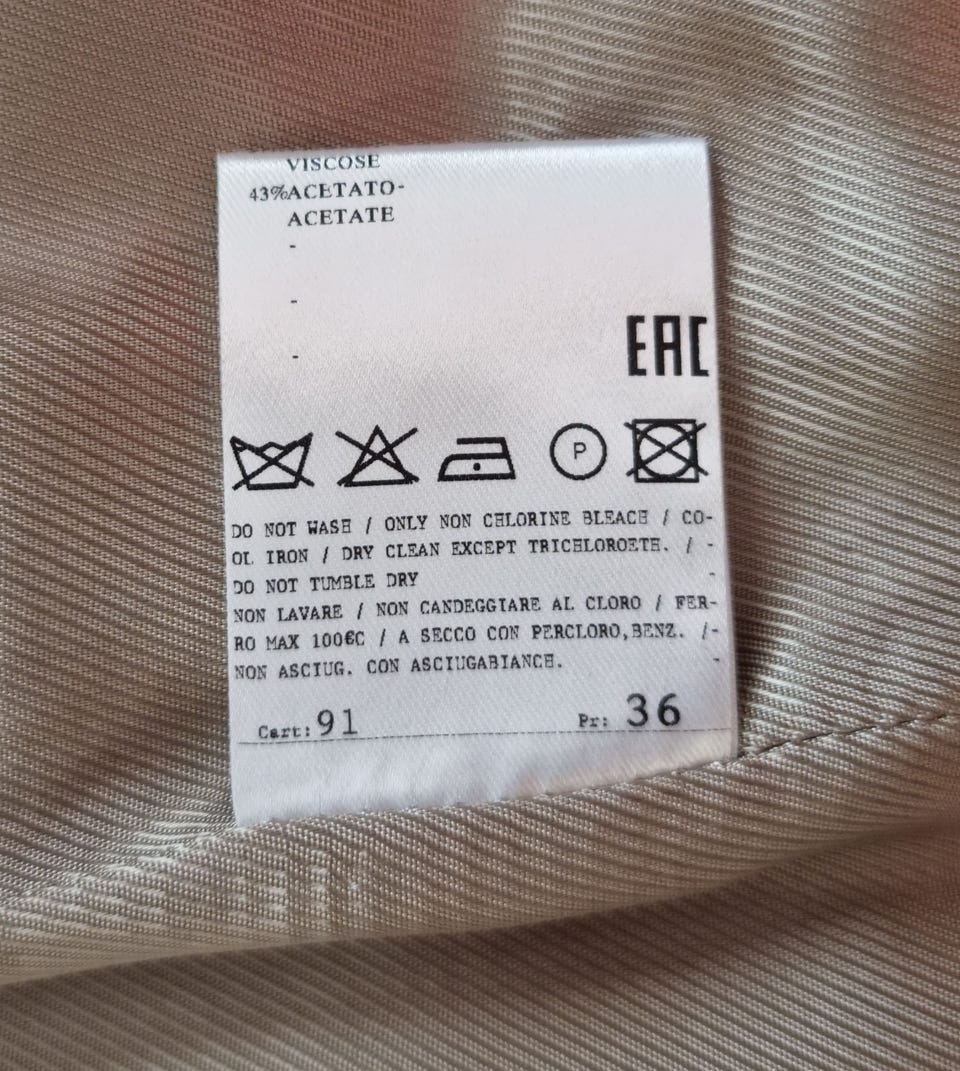 VISCOSE
43%ACETATO-
ACETATE
-
-
-
EAC
P
DO NOT WASH / ONLY NON CHLORINE BLEACH / CO-
OL IRON / DRY CLEAN EXCEPT TRICHLOROETH. / -
DO NOT TUMBLE DRY -
NON LAVARE / NON CANDEGGIARE AL CLORO / FER-
RO MAX 100€C / A SECCO CON PERCLORO,BENZ. /-
NON ASCIUG. CON ASCIUGABIANCH. -
Cart: 91 Pr: 36